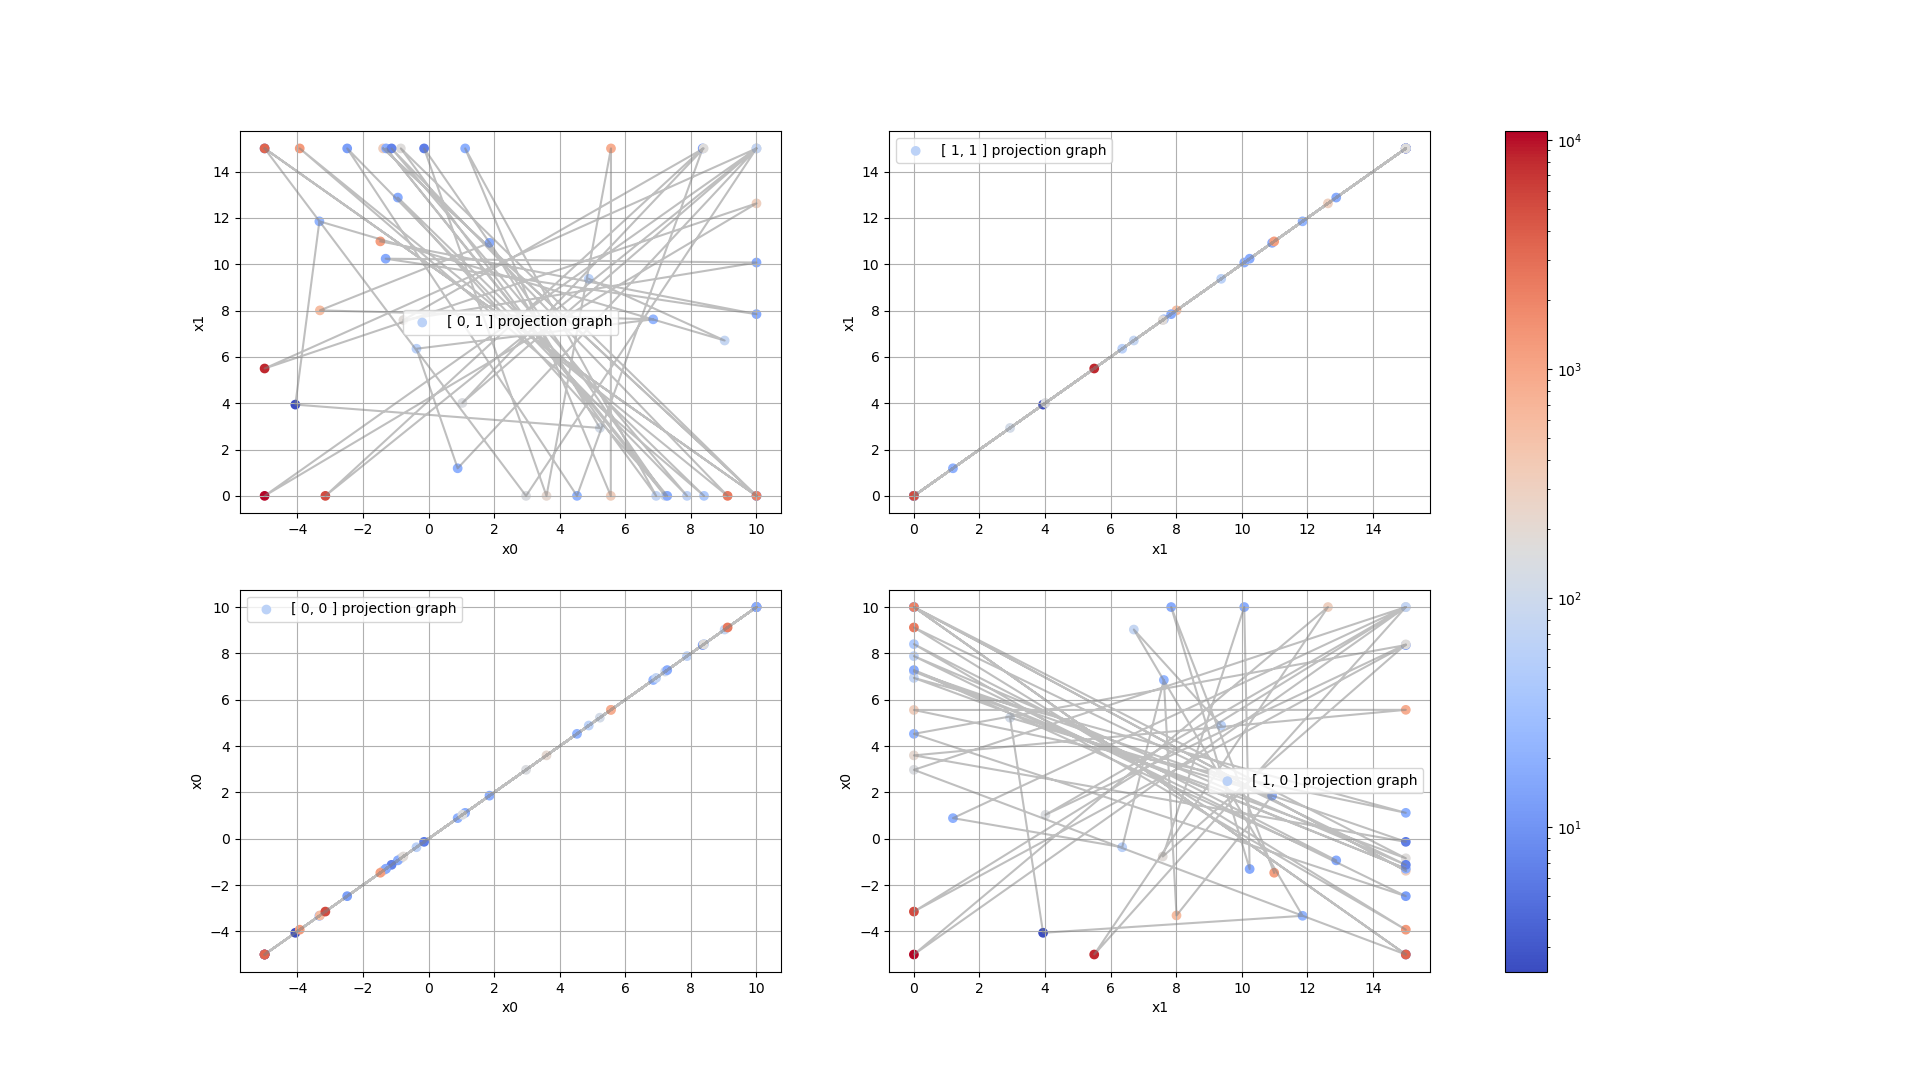 14
12
10
8
6
4
2
0
x1
[ 0, 1 ] projection graph
−4 −2 0 2 4 6 8 10
x0
14
12
10
8
6
4
2
0
x1
[ 1, 1 ] projection graph
0 2 4 6 8 10 12 14
x1
10
8
6
4
2
0
−2
−4
x0
[ 0, 0 ] projection graph
−4 −2 0 2 4 6 8 10
x0
10
8
6
4
2
0
−2
−4
x0
[ 1, 0 ] projection graph
0 2 4 6 8 10 12 14
x1
10⁴
10³
10²
10¹